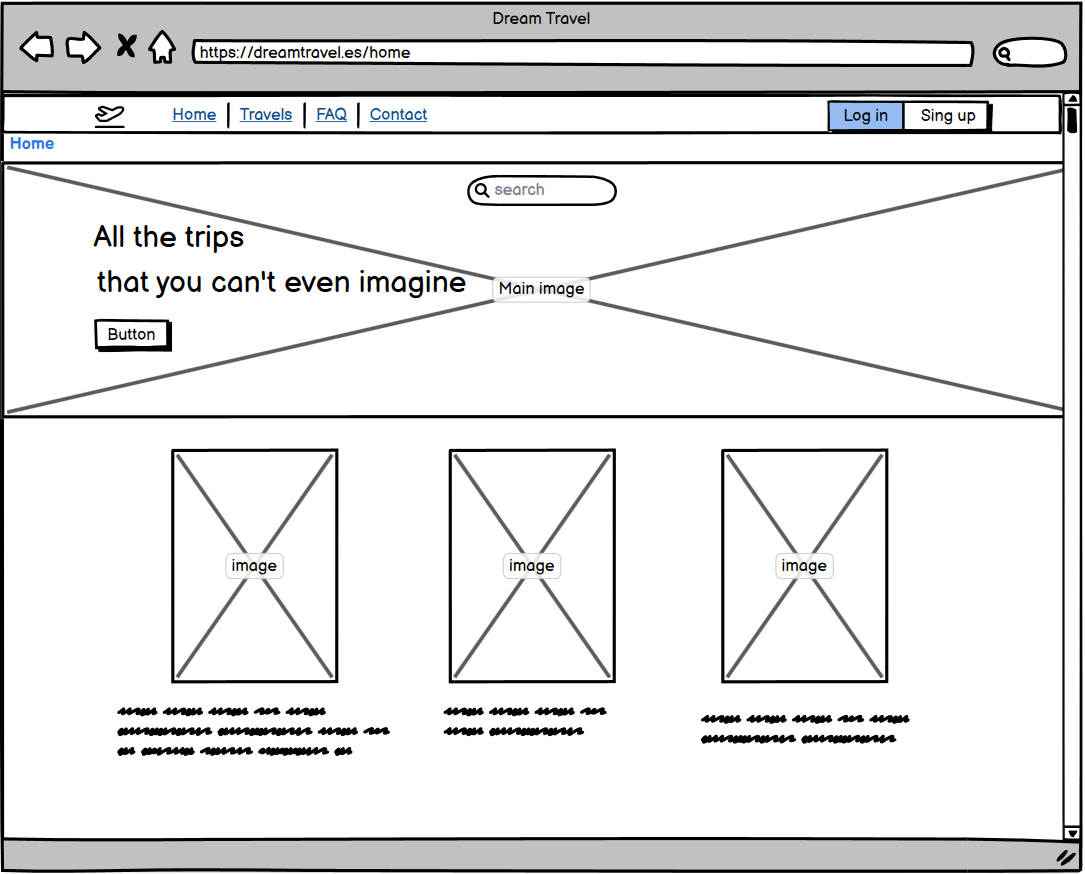 Dream Travel
https://dreamtravel.es/home
Home Travels FAQ Contact Log in Sing up
Home
search
All the trips
that you can't even imagine
Main image
Button
image image image